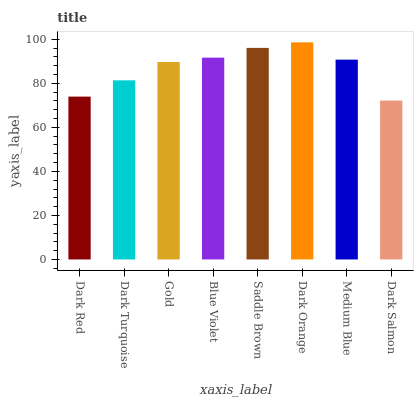 title
yaxis_label
100
80
60
40
20
0
Dark Red
Dark Turquoise
Gold
Blue Violet
Saddle Brown
Dark Orange
Medium Blue
Dark Salmon
xaxis_label